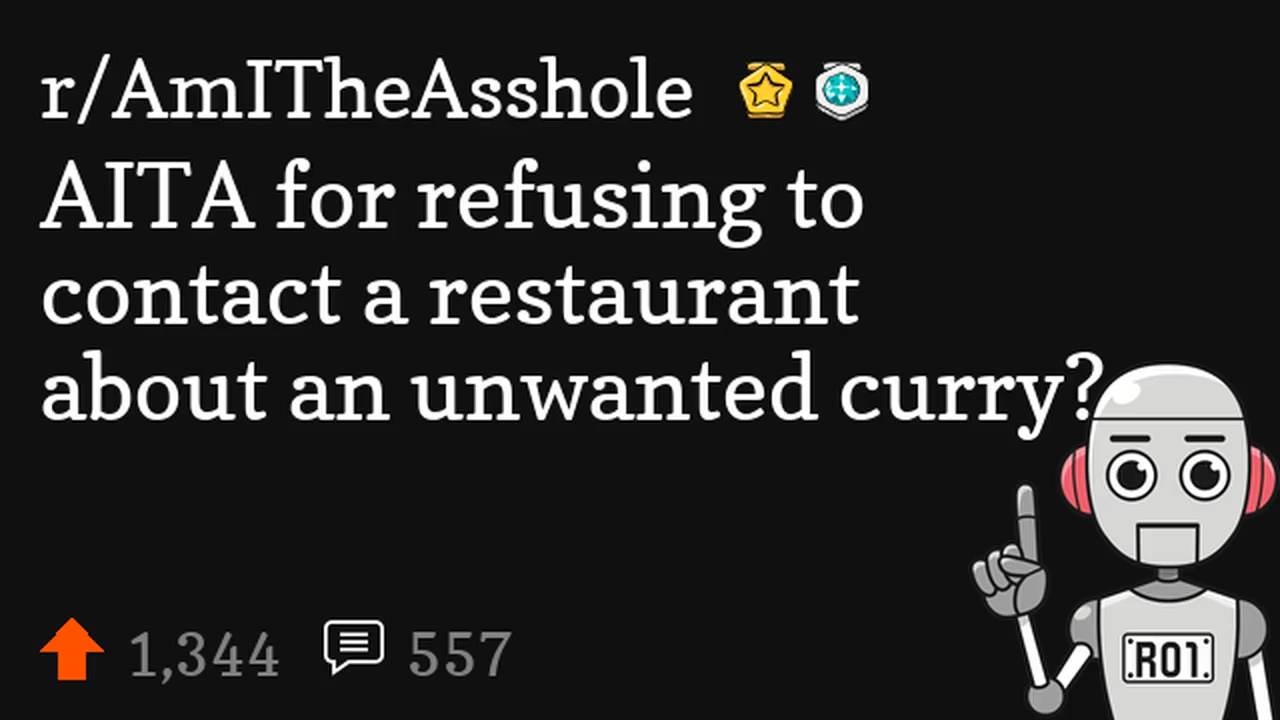 r/AmITheAsshole
AITA for refusing to
contact a restaurant
about an unwanted curry?
1,344 557
R01